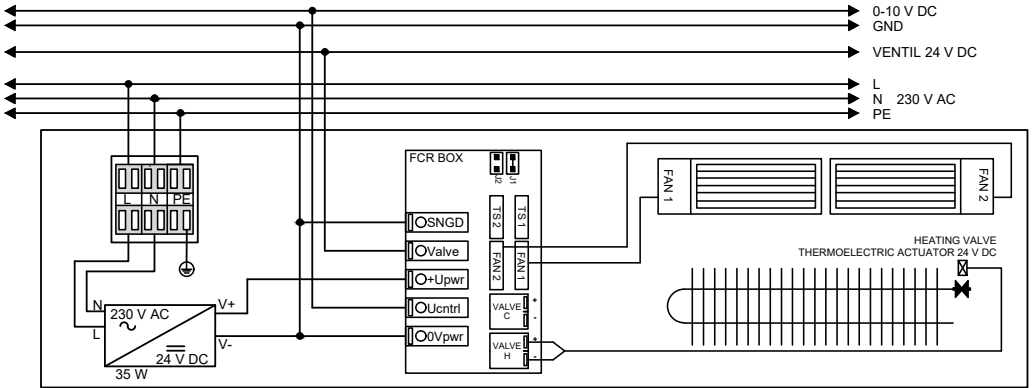 0-10 V DC
GND
VENTIL 24 V DC
L
N 230 V AC
PE
FCR BOX
J2
J1
L N PE
TS 2
TS 1
SNGD
Valve
FAN 2
FAN 1
+Upwr
Ucntrl
VALVE
C
+
-
0Vpwr
VALVE
H
+
-
FAN 1
FAN 2
HEATING VALVE
THERMOELECTRIC ACTUATOR 24 V DC
N
L
230 V AC
V+
V-
24 V DC
35 W